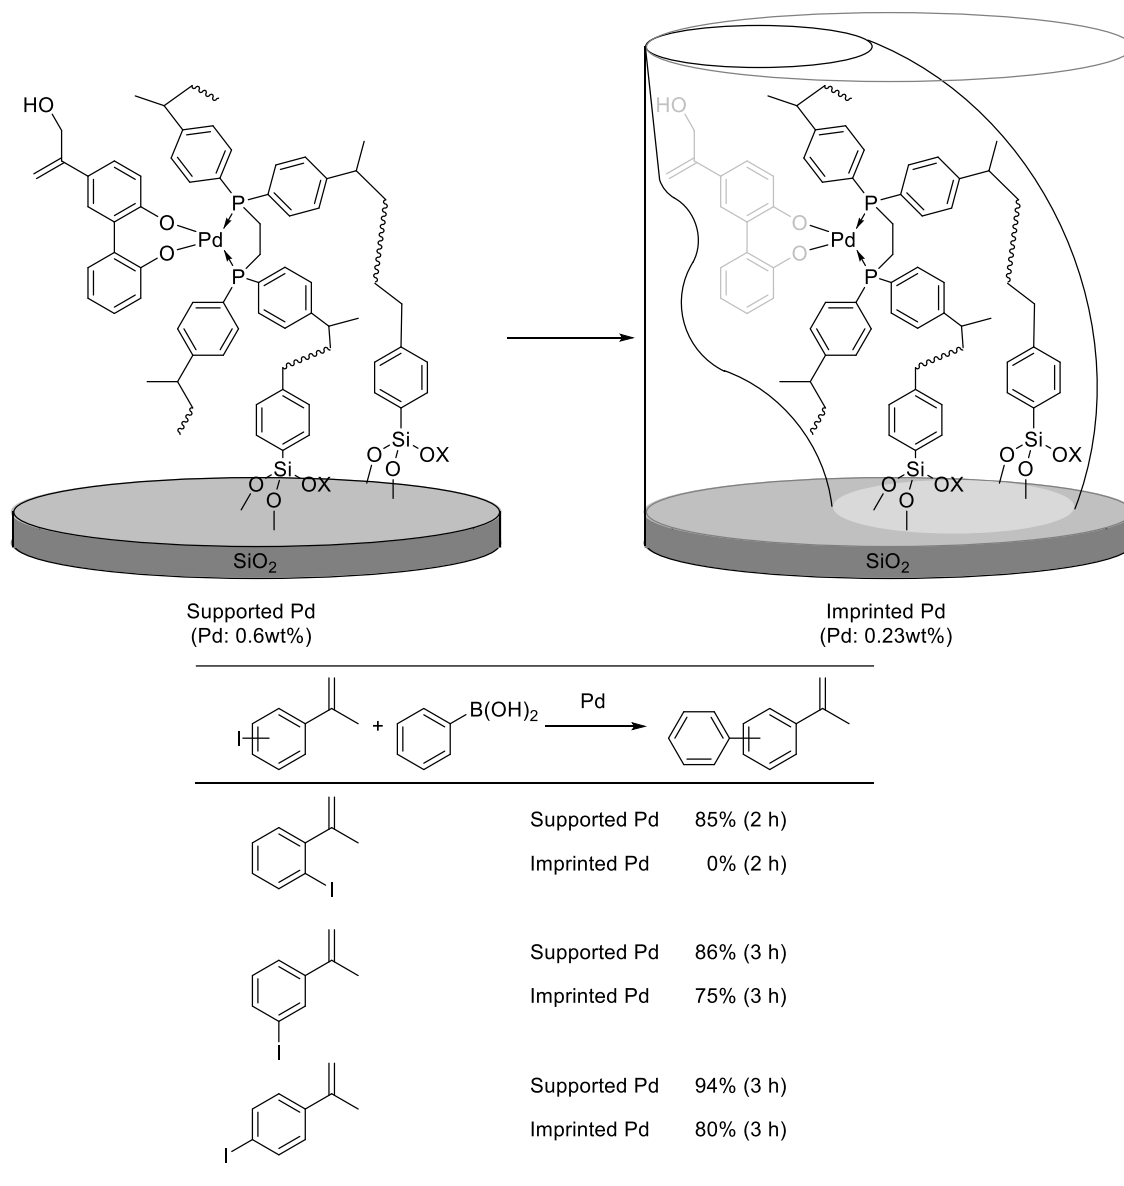 HO
O
Pd
O
P
P
Si
O
O
OX
Si
O
O
OX
SiO2
Supported Pd
(Pd: 0.6wt%)
HO
O
Pd
O
P
P
Si
O
O
OX
Si
O
O
OX
SiO2
Imprinted Pd
(Pd: 0.23wt%)
I
+
B(OH)2
Pd
I
Supported Pd 85% (2 h)
Imprinted Pd 0% (2 h)
I
Supported Pd 86% (3 h)
Imprinted Pd 75% (3 h)
I
Supported Pd 94% (3 h)
Imprinted Pd 80% (3 h)